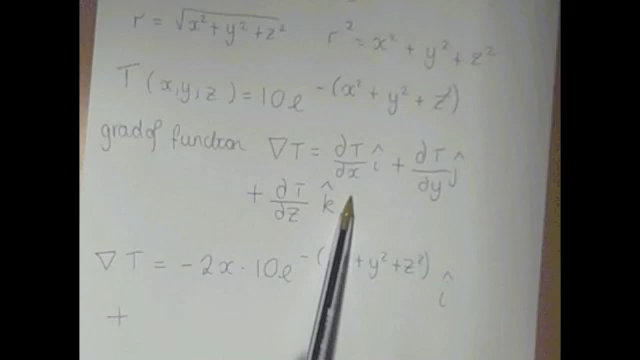 r = √x² + y² + z²    r² = x² + y² + z²
T(x,y,z) = 10e^-(x² + y² + z²)
grad of function ∇T = ∂T/∂x î + ∂T/∂y ĵ
+ ∂T/∂z k̂
∇T = -2x · 10e^-( + y² + z²) î
+